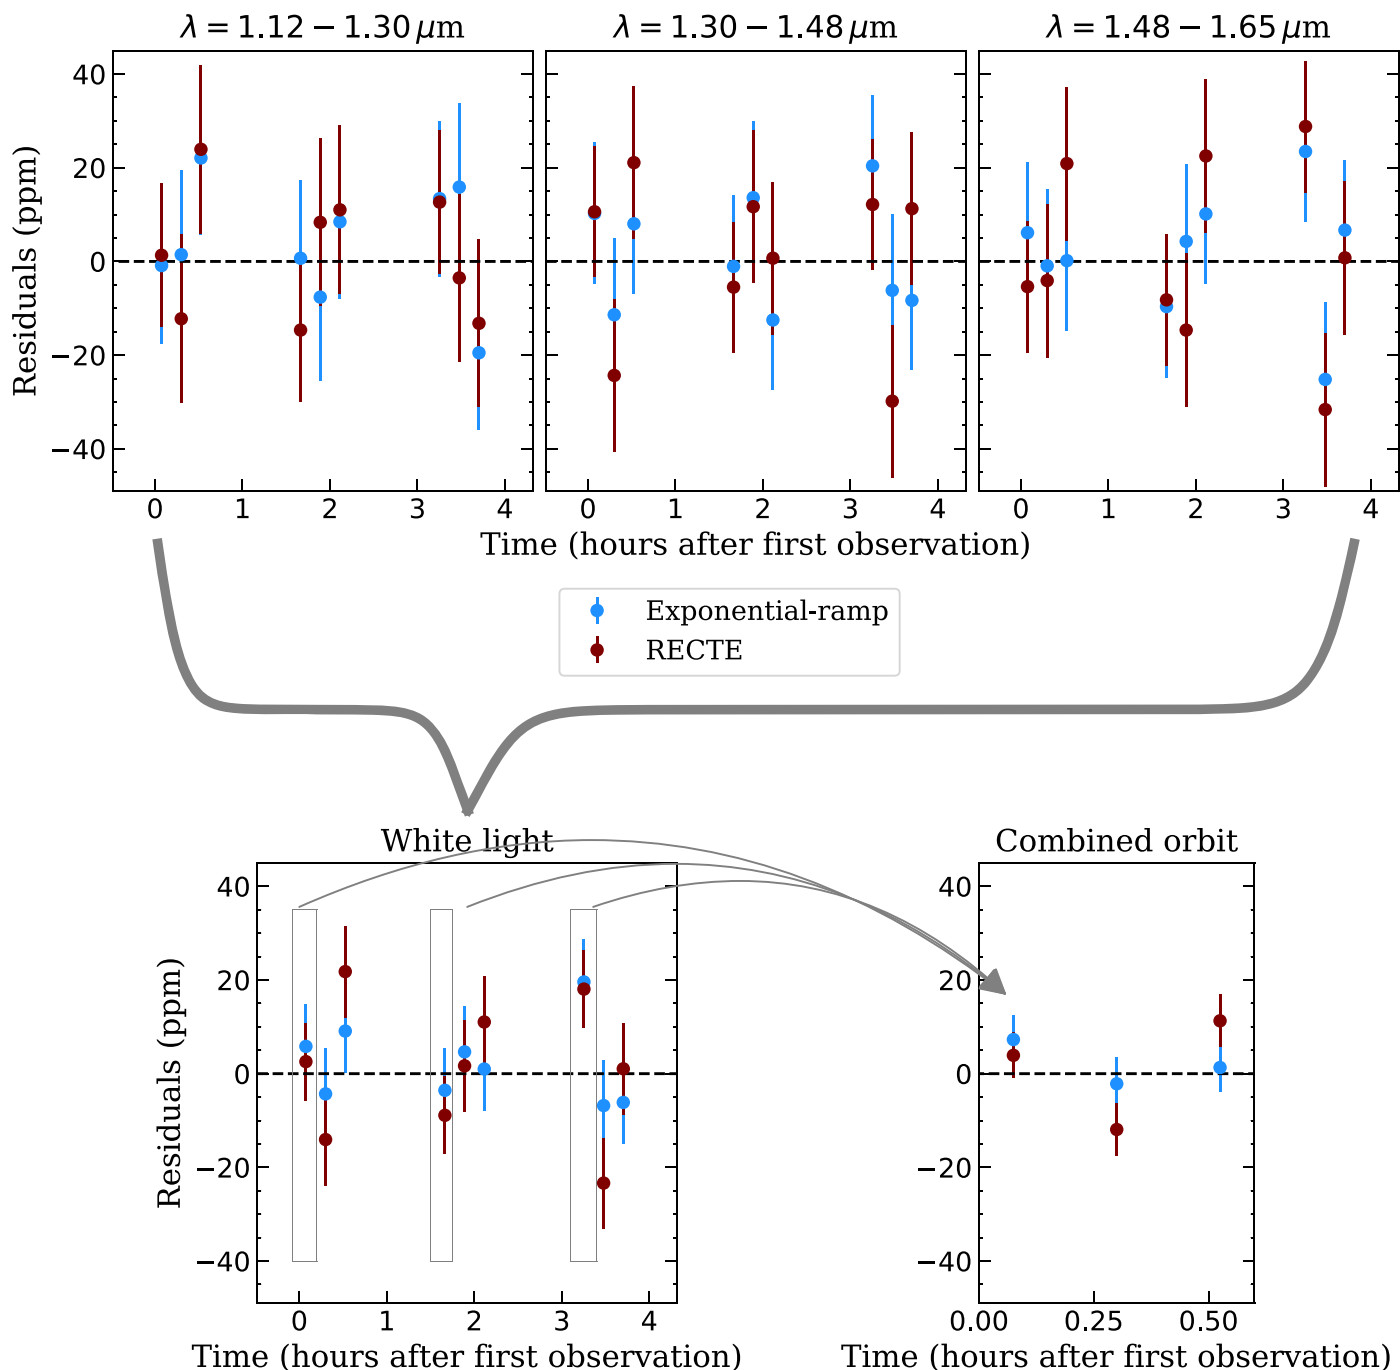 λ = 1.12 − 1.30 μm
λ = 1.30 − 1.48 μm
λ = 1.48 − 1.65 μm
Residuals (ppm)
40
20
0
−20
−40
0 1 2 3 4
0 1 2 3 4
0 1 2 3 4
Time (hours after first observation)
Exponential-ramp
RECTE
White light
Residuals (ppm)
40
20
0
−20
−40
0 1 2 3 4
Time (hours after first observation)
Combined orbit
40
20
0
−20
−40
0.00 0.25 0.50
Time (hours after first observation)